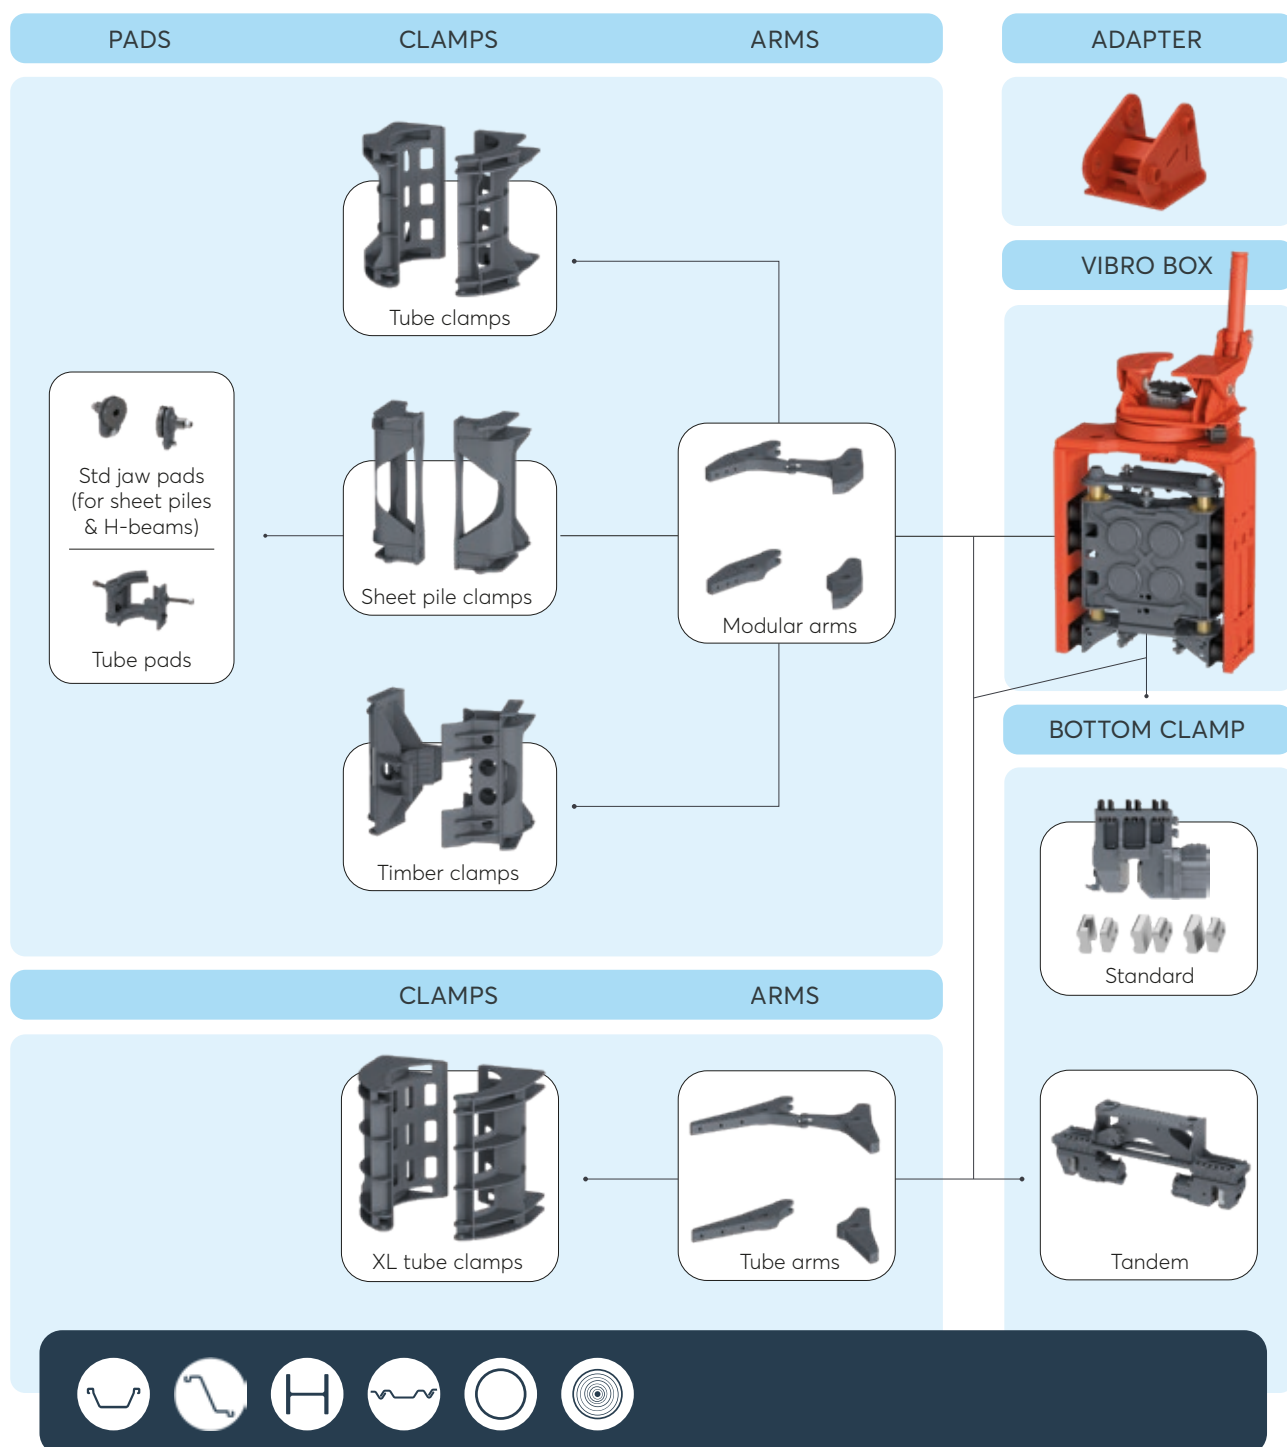 PADS
CLAMPS
ARMS
ADAPTER
Tube clamps
VIBRO BOX
Std jaw pads
(for sheet piles
& H-beams)
Tube pads
Sheet pile clamps
Modular arms
Timber clamps
BOTTOM CLAMP
Standard
CLAMPS
ARMS
XL tube clamps
Tube arms
Tandem